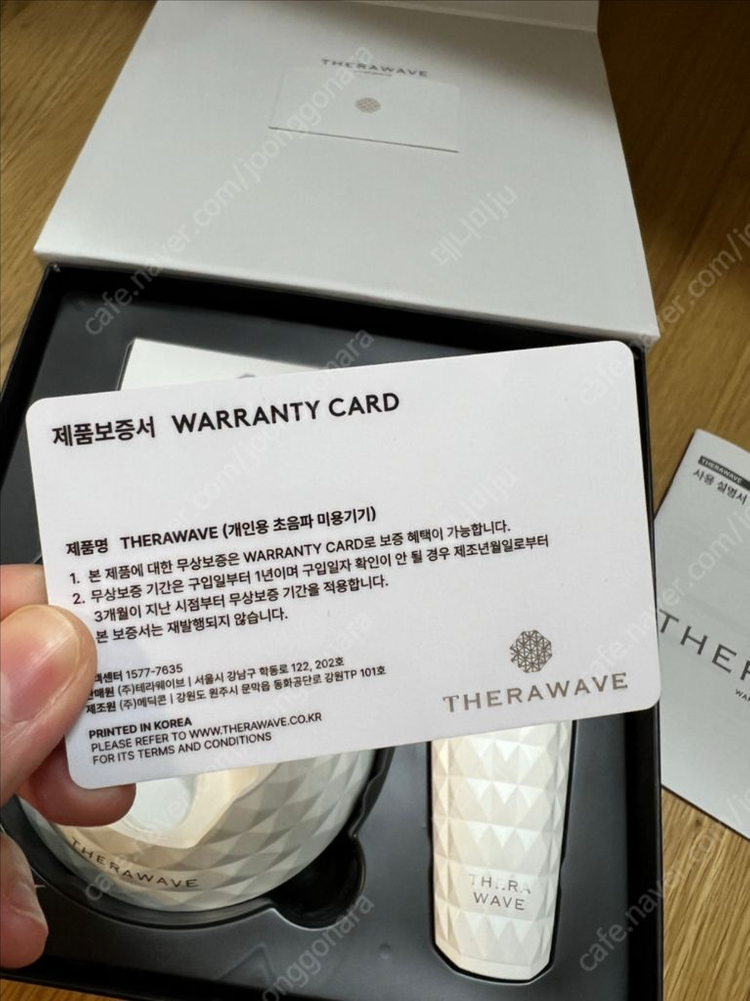 THERAWAVE
제품보증서 WARRANTY CARD
제품명 THERAWAVE (개인용 초음파 미용기기)
1. 본 제품에 대한 무상보증은 WARRANTY CARD로 보증 혜택이 가능합니다.
2. 무상보증 기간은 구입일부터 1년이며 구입일자 확인이 안 될 경우 제조년월일로부터
3개월이 지난 시점부터 무상보증 기간을 적용합니다.
본 보증서는 재발행되지 않습니다.
1577-7635
(주)테라웨이브 | 서울시 강남구 학동로 122, 202호
제조원 (주)메딕콘 | 강원도 원주시 문막읍 동화공단로 강원TP 101호
PRINTED IN KOREA
PLEASE REFER TO WWW.THERAWAVE.CO.KR
FOR ITS TERMS AND CONDITIONS
THERAWAVE
THERAWAVE
사용 설명서
THERAWAVE
THERA
WAVE
cafe.naver.com/joonggonara
테니미ju